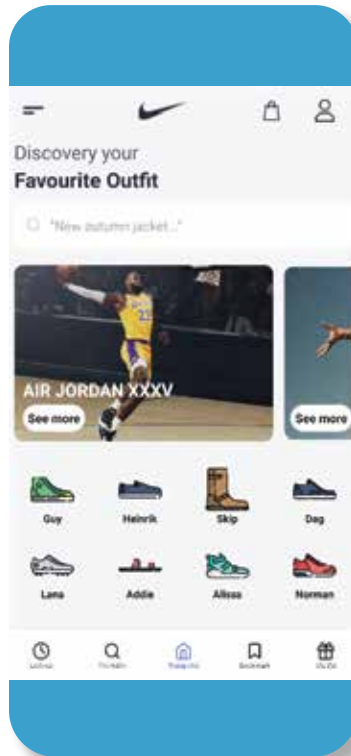 Discovery your
Favourite Outfit
"New autumn jacket..."
AIR JORDAN XXXV
See more
See more
Guy
Heinrik
Skip
Dag
Lana
Addie
Alissa
Norman
Bookmark